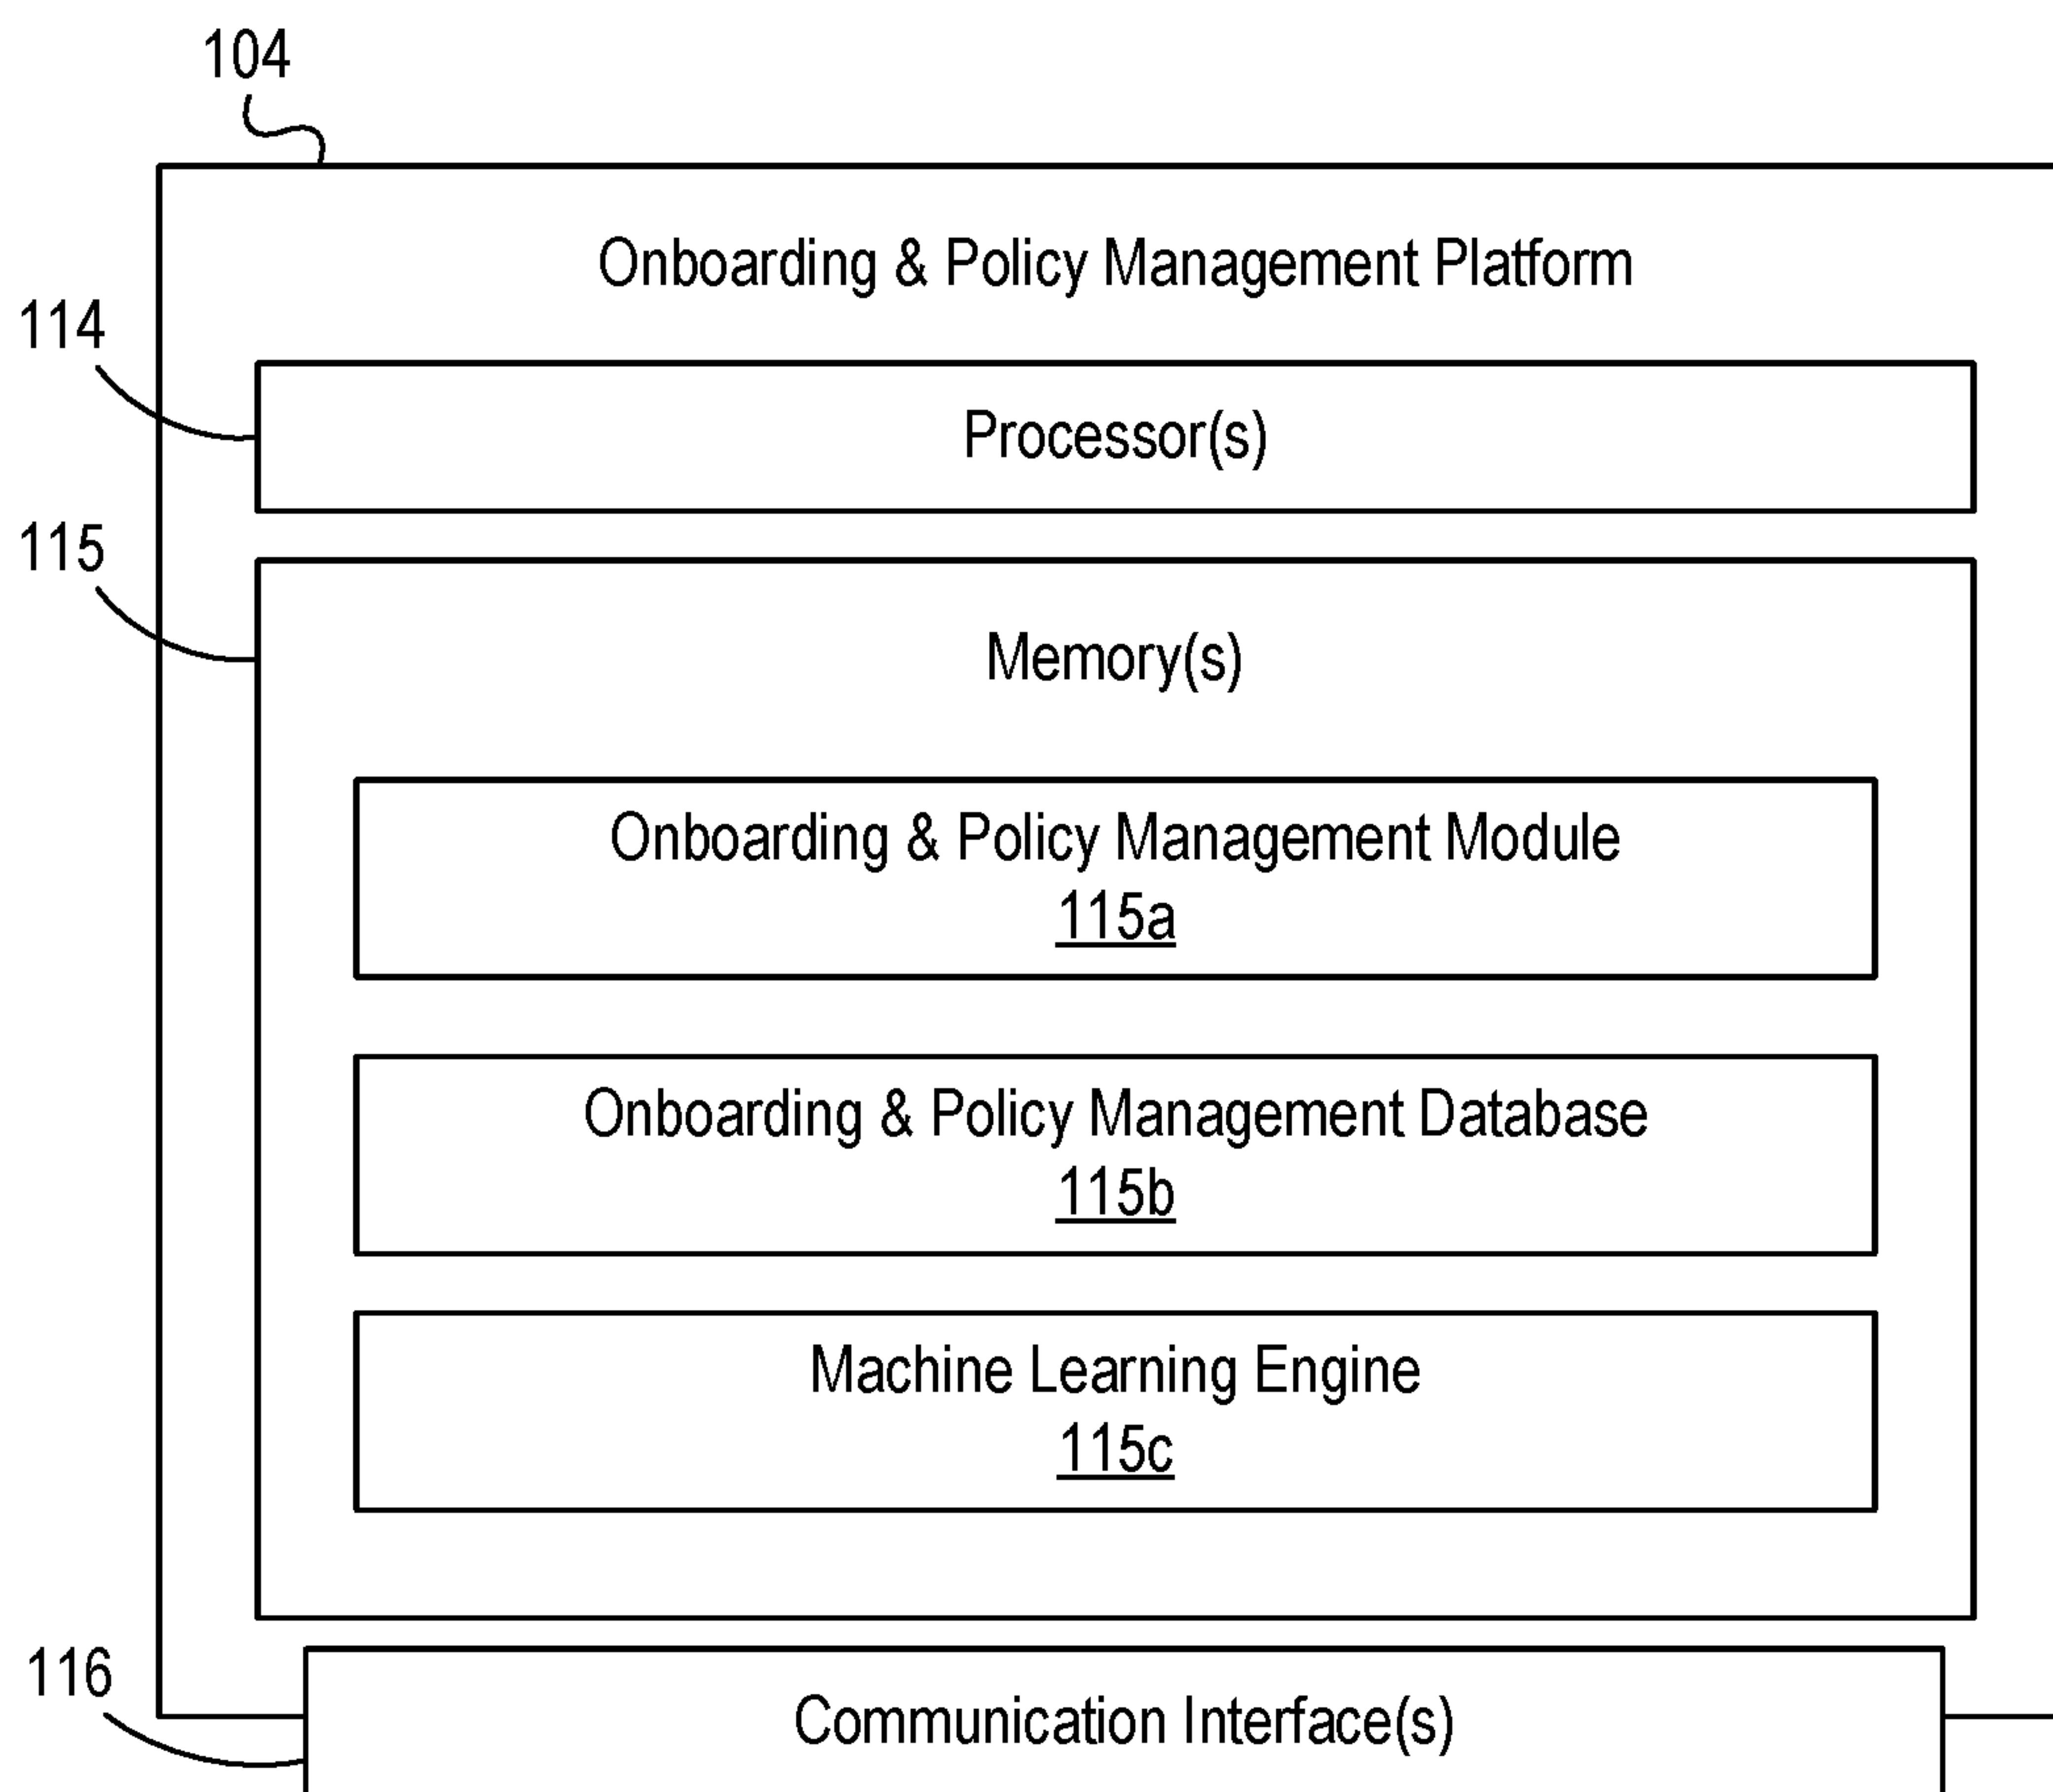 104
Onboarding & Policy Management Platform
114
Processor(s)
115
Memory(s)
Onboarding & Policy Management Module
115a
Onboarding & Policy Management Database
115b
Machine Learning Engine
115c
116
Communication Interface(s)